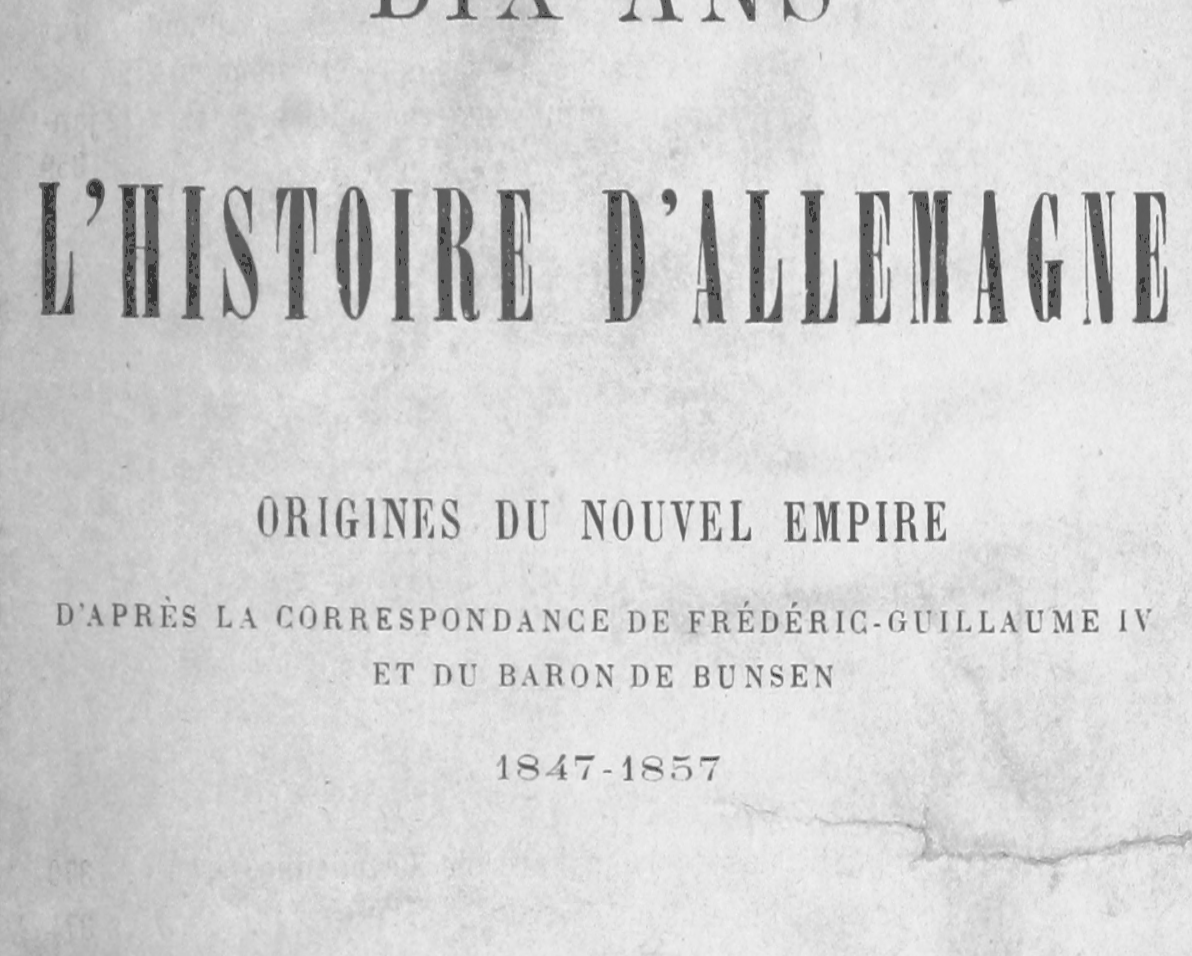 DIX ANS
L'HISTOIRE D'ALLEMAGNE
ORIGINES DU NOUVEL EMPIRE
D'APRÈS LA CORRESPONDANCE DE FRÉDÉRIC-GUILLAUME IV
ET DU BARON DE BUNSEN
1847-1857